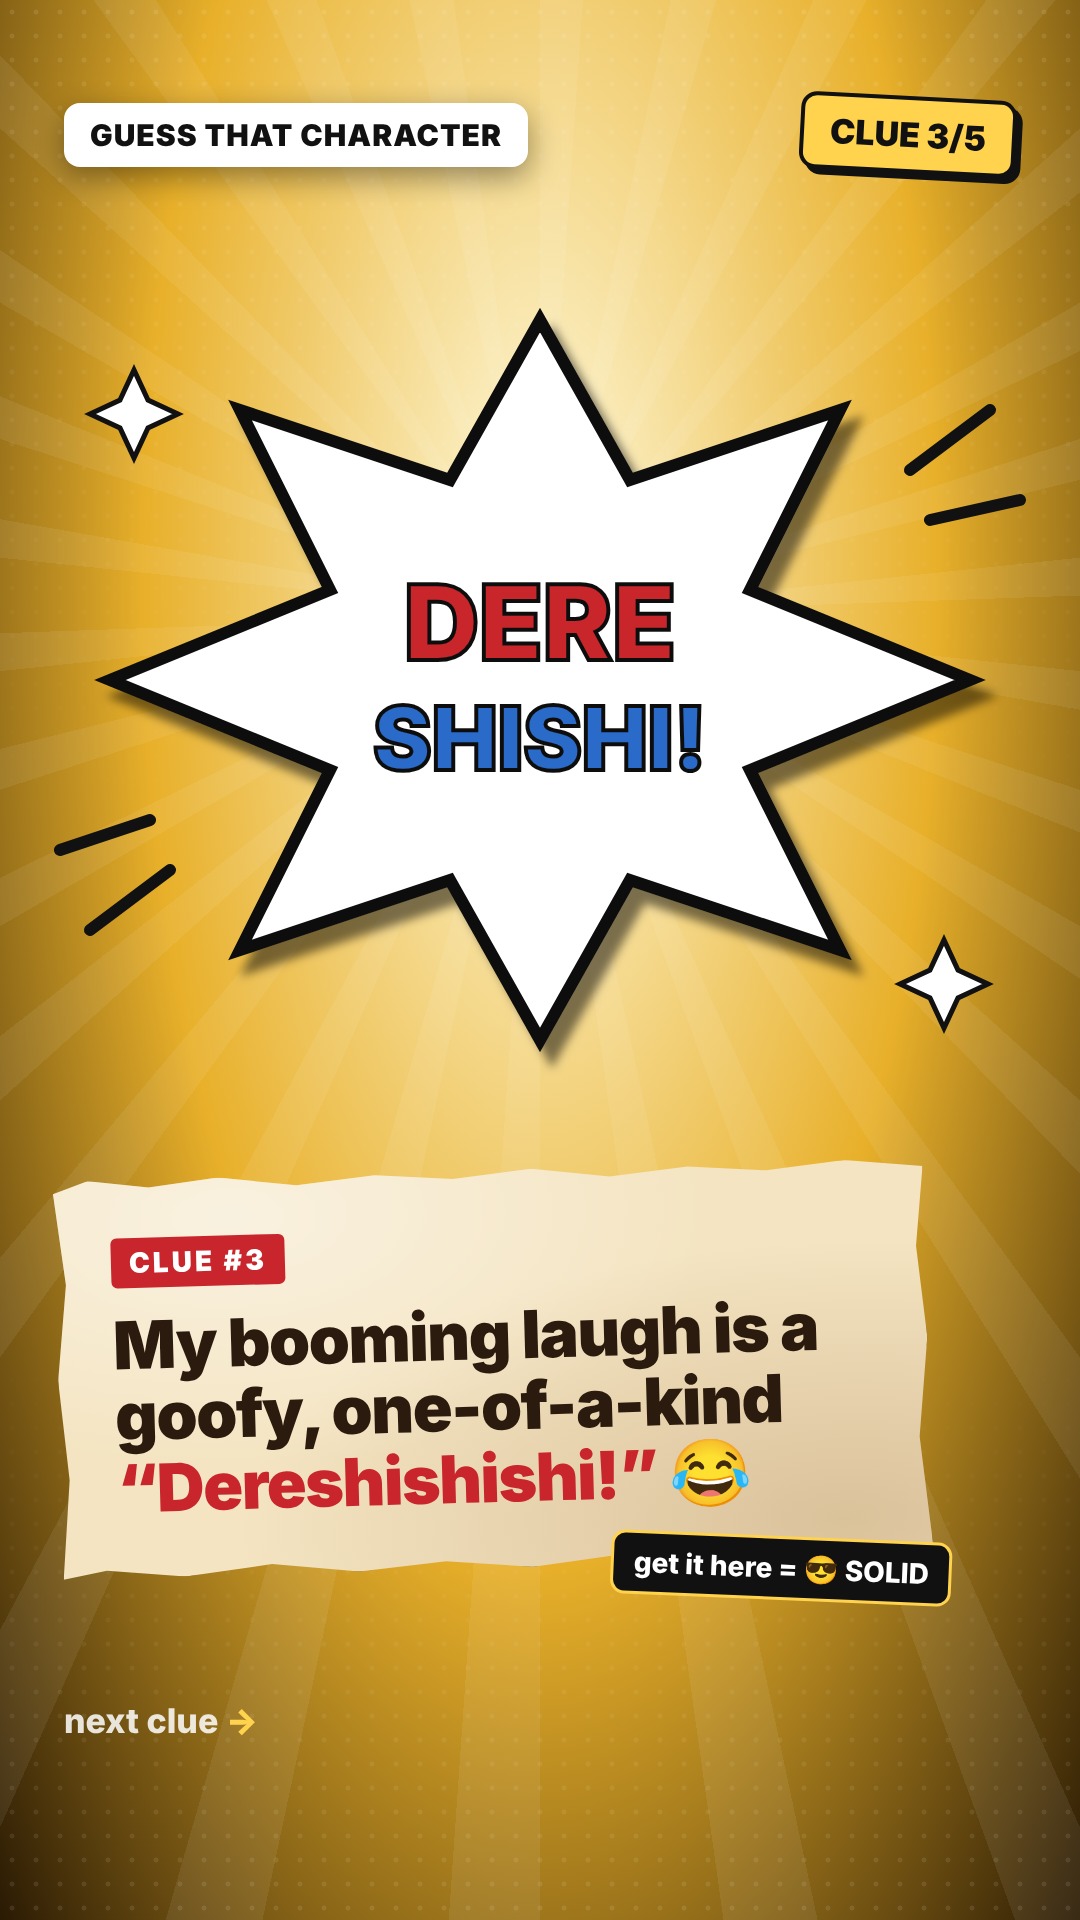 GUESS THAT CHARACTER
CLUE 3/5
DERE
SHISHI!
CLUE #3
My booming laugh is a
goofy, one-of-a-kind
“Dereshishishi!” 😂
get it here = 😎 SOLID
next clue →